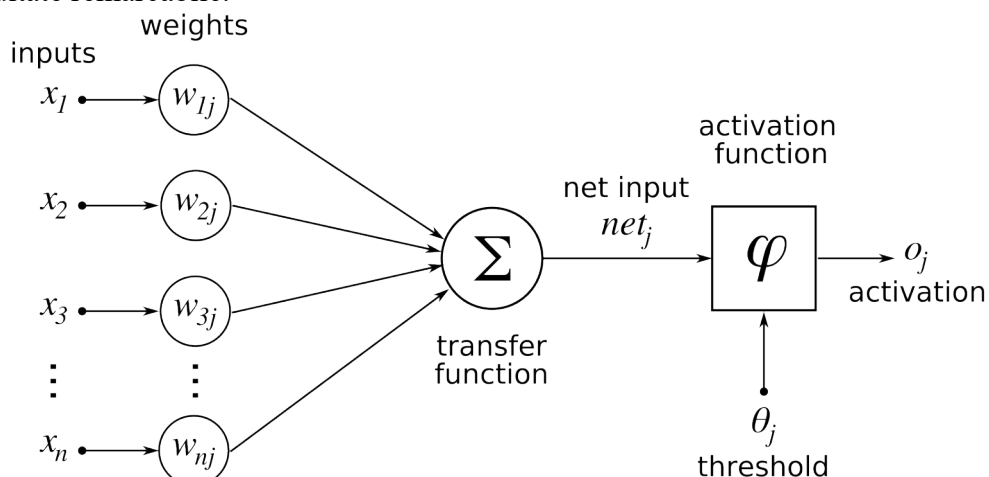 weights
inputs
x1
w1j
x2
w2j
x3
w3j
⋮ ⋮
xn
wnj
Σ
transfer
function
net input
netj
activation
function
φ
oj
activation
θj
threshold